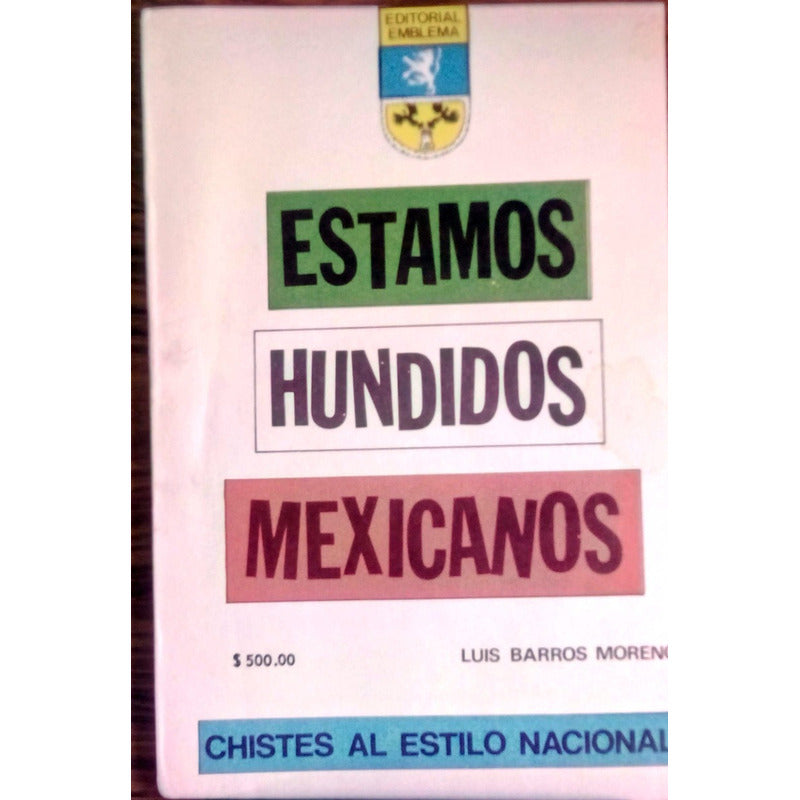 EDITORIAL
EMBLEMA
ESTAMOS
HUNDIDOS
MEXICANOS
$ 500.00 LUIS BARROS MORENO
CHISTES AL ESTILO NACIONAL